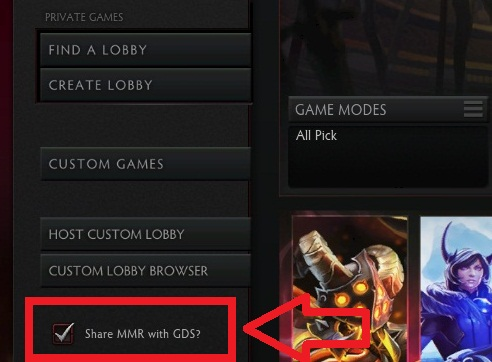 PRIVATE GAMES
FIND A LOBBY
CREATE LOBBY
GAME MODES
All Pick
CUSTOM GAMES
HOST CUSTOM LOBBY
CUSTOM LOBBY BROWSER
Share MMR with GDS?